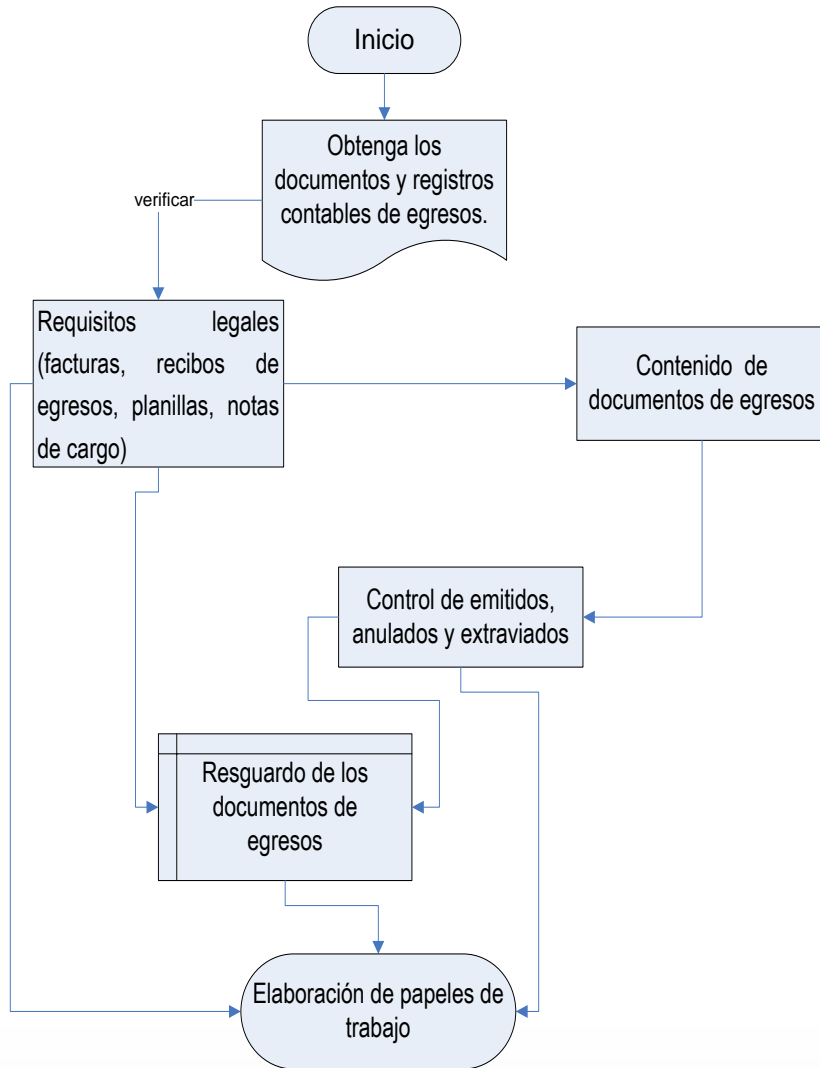 Inicio
Obtenga los
documentos y registros
contables de egresos.
verificar
Requisitos legales
(facturas, recibos de
egresos, planillas, notas
de cargo)
Contenido de
documentos de egresos
Control de emitidos,
anulados y extraviados
Resguardo de los
documentos de
egresos
Elaboración de papeles de
trabajo